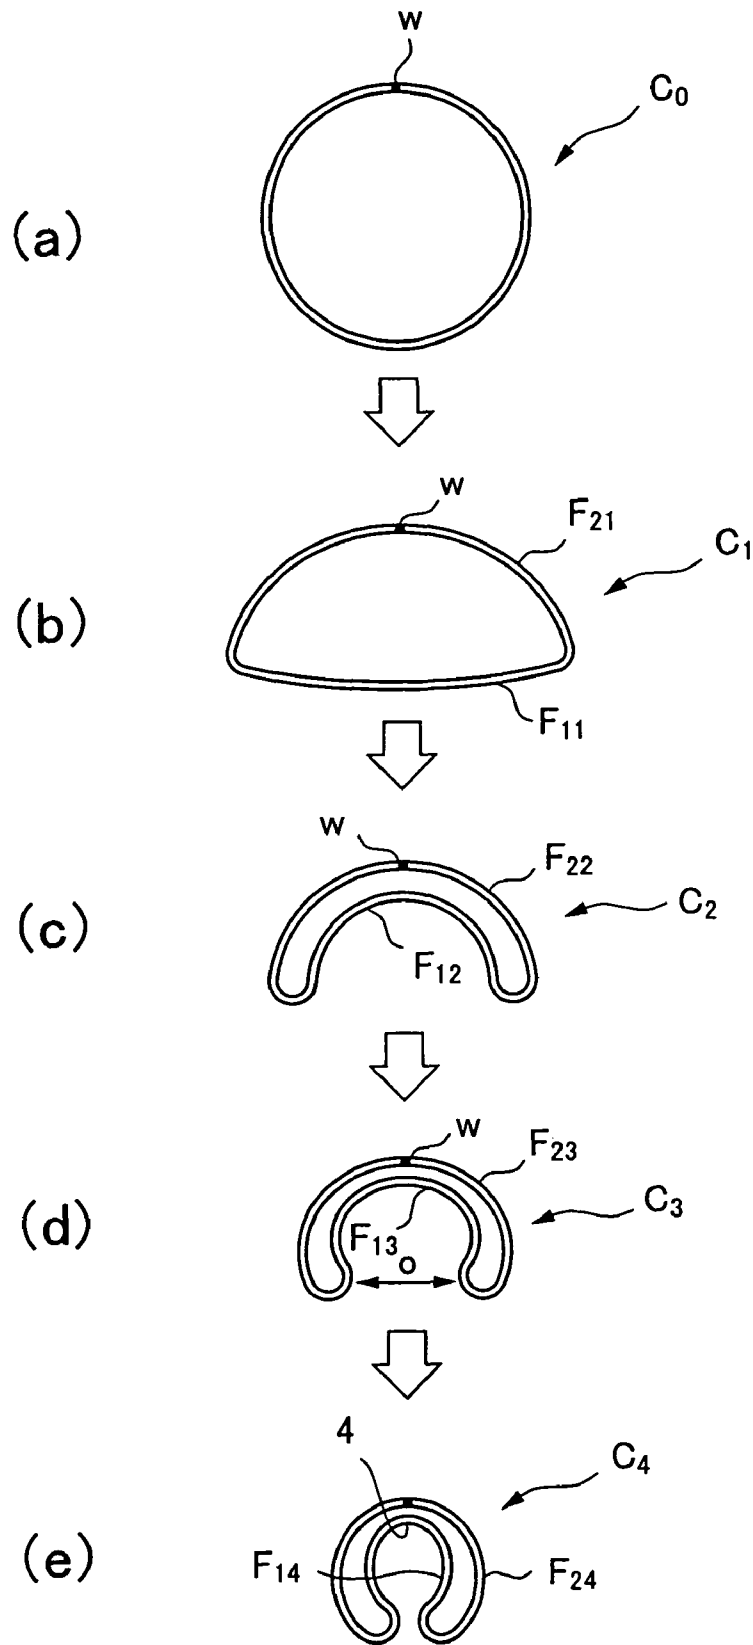 w
C₀
(a)
w
F₂₁
C₁
(b)
F₁₁
w
F₂₂
C₂
(c)
F₁₂
w
F₂₃
C₃
(d)
F₁₃
o
4
C₄
(e)
F₁₄
F₂₄